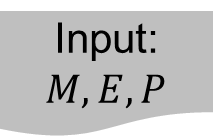 Input:
M, E, P